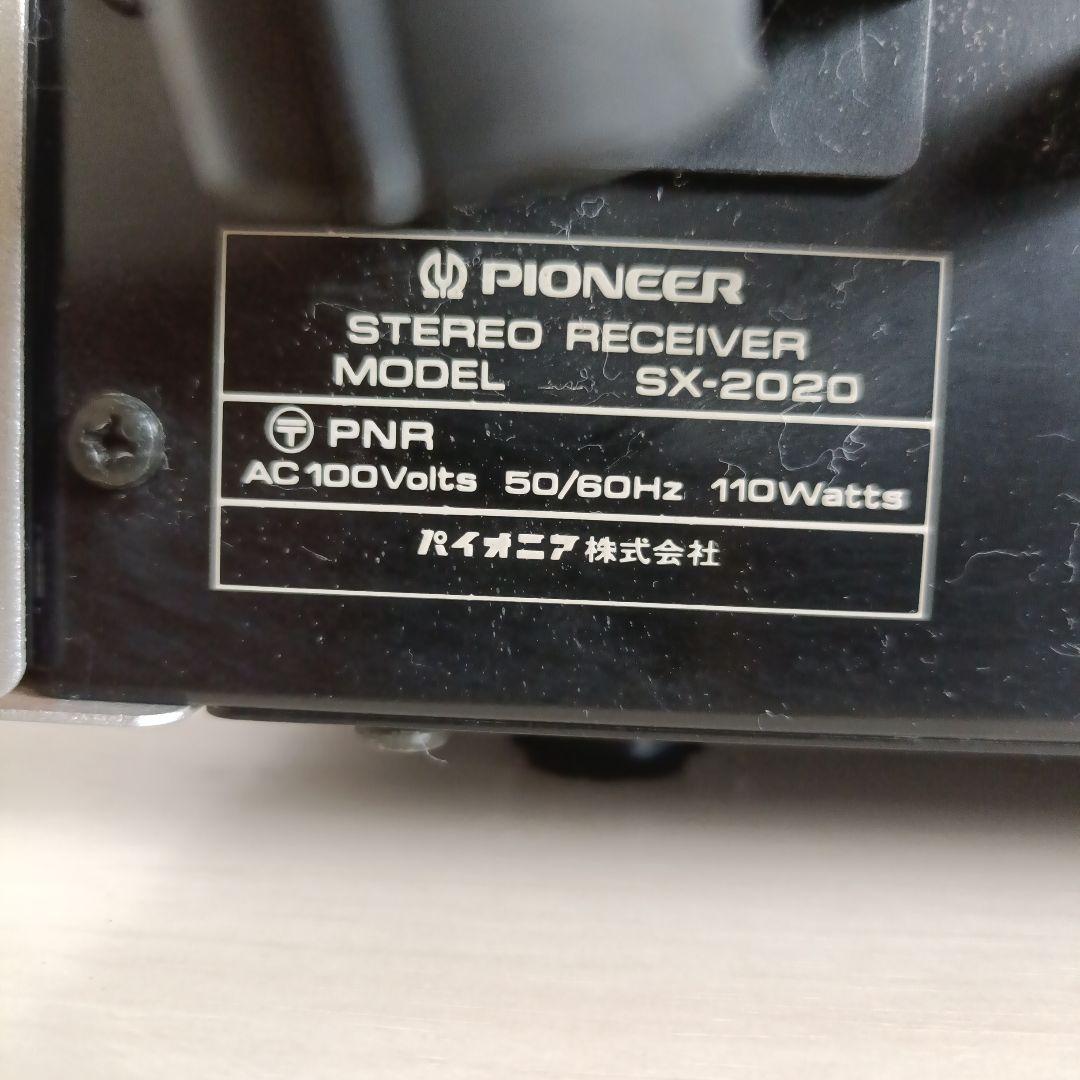 PIONEER
STEREO RECEIVER
MODEL SX-2020
〶 PNR
AC 100Volts 50/60Hz 110Watts
パイオニア株式会社